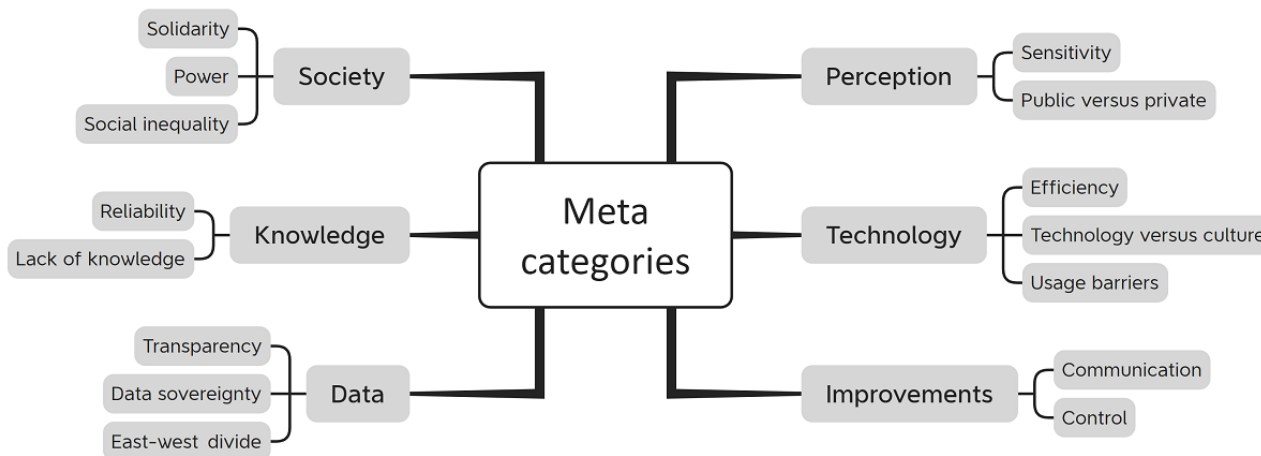 Solidarity
Power
Social inequality
Society
Reliability
Lack of knowledge
Knowledge
Transparency
Data sovereignty
East-west divide
Data
Meta
categories
Perception
Sensitivity
Public versus private
Technology
Efficiency
Technology versus culture
Usage barriers
Improvements
Communication
Control